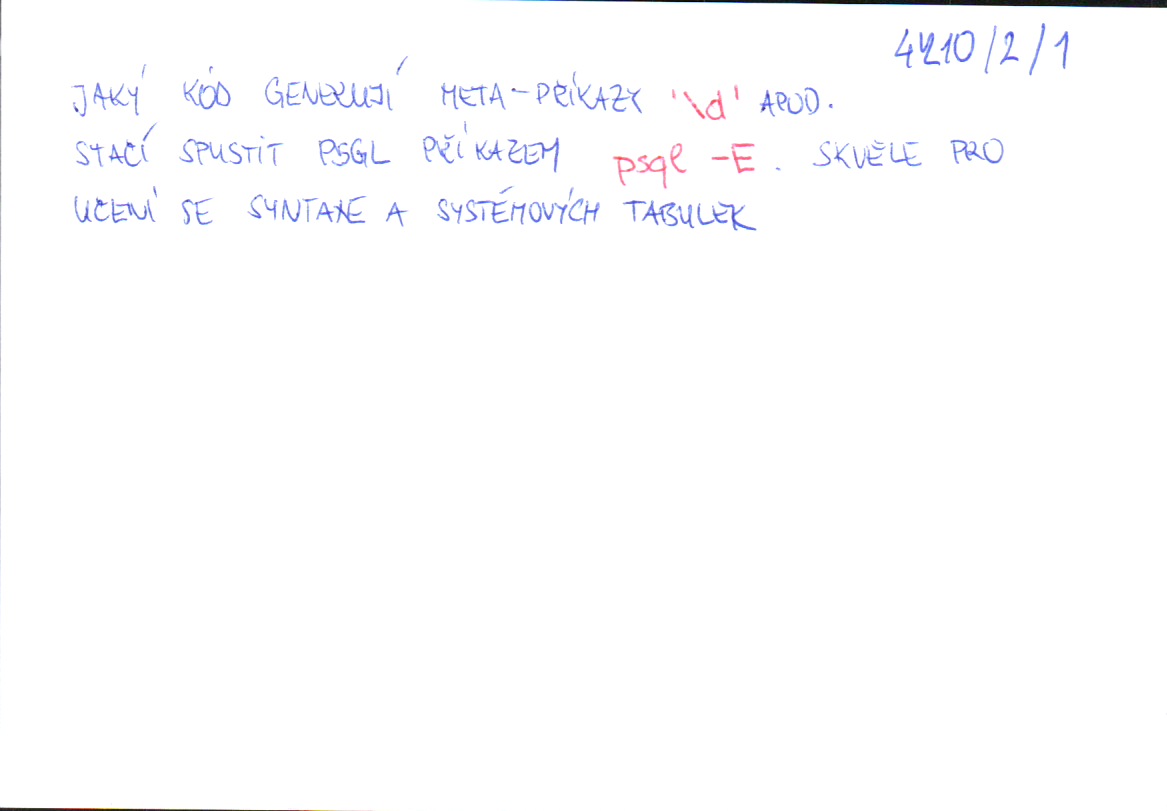 4210/2/1
JAKÝ KÓD GENERUJÍ META-PŘÍKAZY '\d' APOD.
STAČÍ SPUSTIT PSQL PŘÍKAZEM psql -E. SKVĚLE PRO
UČENÍ SE SYNTAXE A SYSTÉMOVÝCH TABULEK